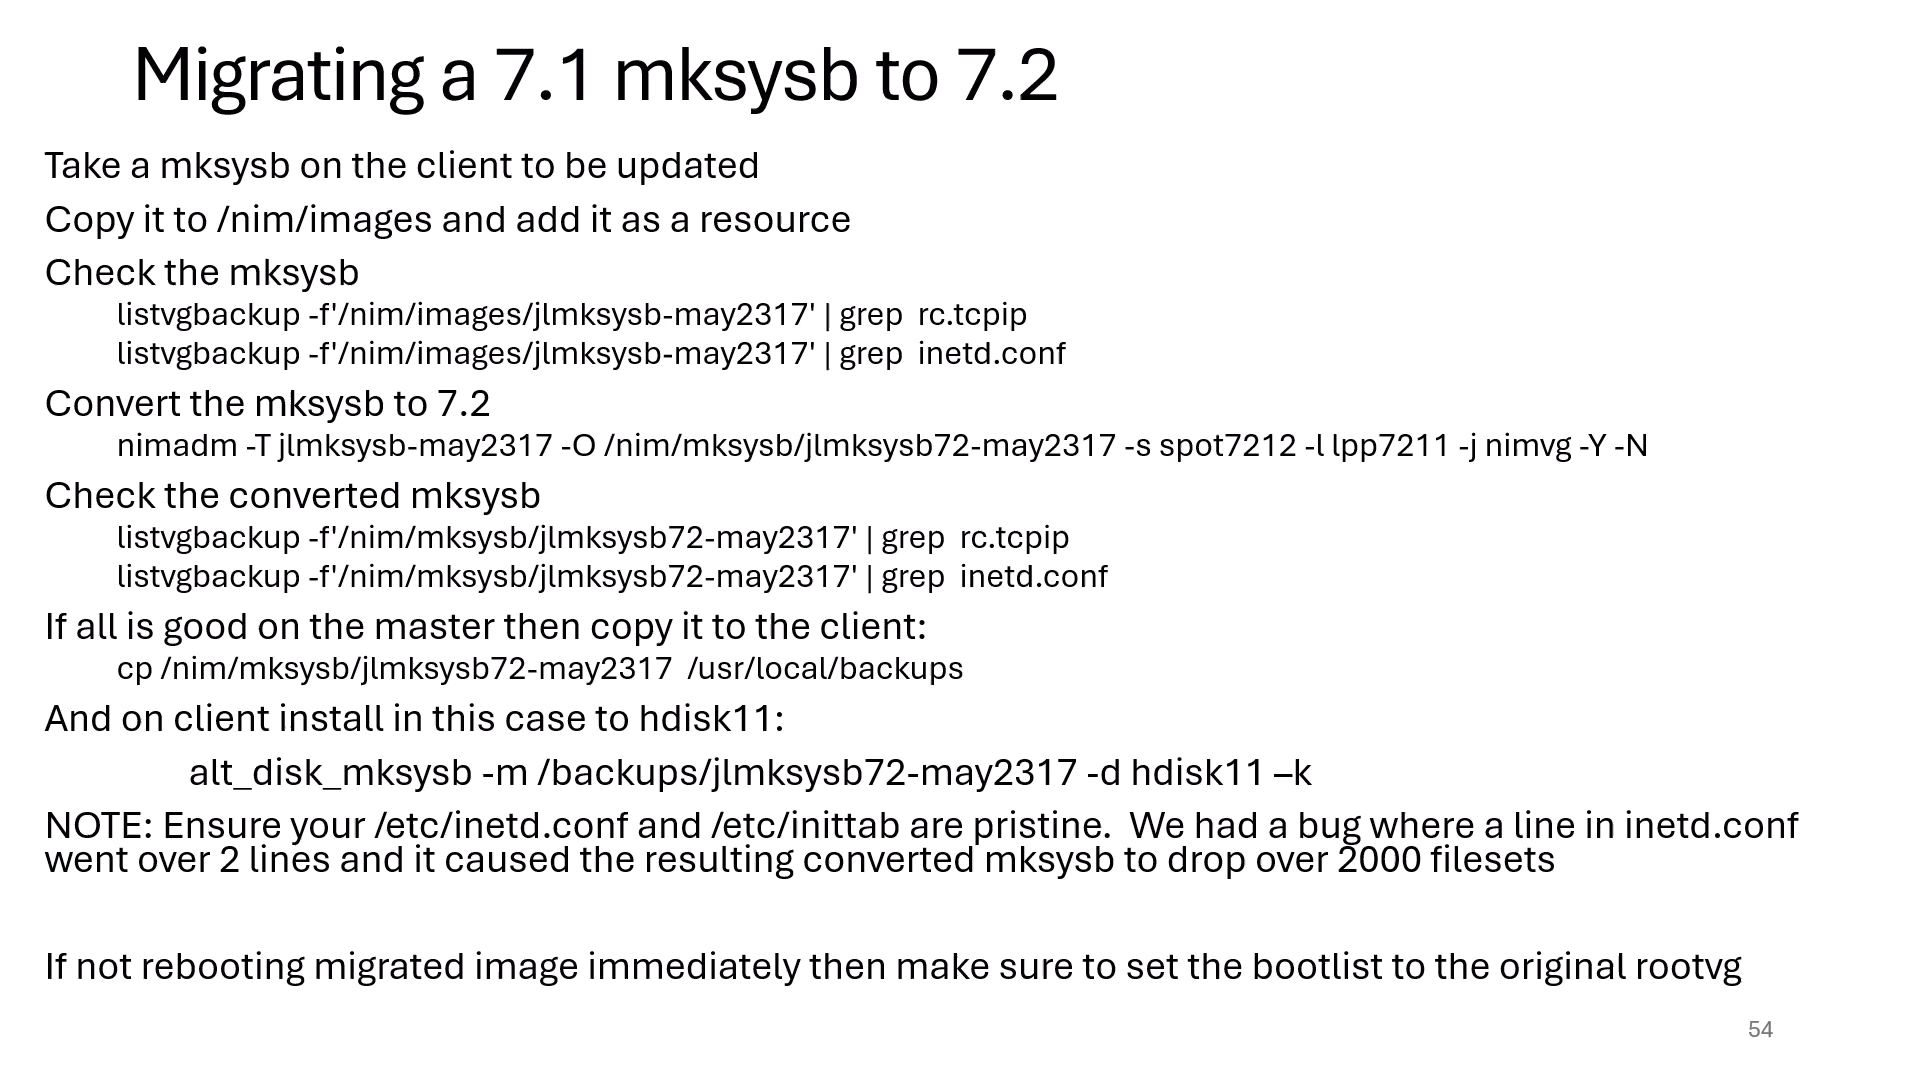 Migrating a 7.1 mksysb to 7.2
Take a mksysb on the client to be updated
Copy it to /nim/images and add it as a resource
Check the mksysb
listvgbackup -f'/nim/images/jlmksysb-may2317' | grep  rc.tcpip
listvgbackup -f'/nim/images/jlmksysb-may2317' | grep  inetd.conf
Convert the mksysb to 7.2
nimadm -T jlmksysb-may2317 -O /nim/mksysb/jlmksysb72-may2317 -s spot7212 -l lpp7211 -j nimvg -Y -N
Check the converted mksysb
listvgbackup -f'/nim/mksysb/jlmksysb72-may2317' | grep  rc.tcpip
listvgbackup -f'/nim/mksysb/jlmksysb72-may2317' | grep  inetd.conf
If all is good on the master then copy it to the client:
cp /nim/mksysb/jlmksysb72-may2317  /usr/local/backups
And on client install in this case to hdisk11:
alt_disk_mksysb -m /backups/jlmksysb72-may2317 -d hdisk11 –k
NOTE: Ensure your /etc/inetd.conf and /etc/inittab are pristine.  We had a bug where a line in inetd.conf
went over 2 lines and it caused the resulting converted mksysb to drop over 2000 filesets
If not rebooting migrated image immediately then make sure to set the bootlist to the original rootvg
54